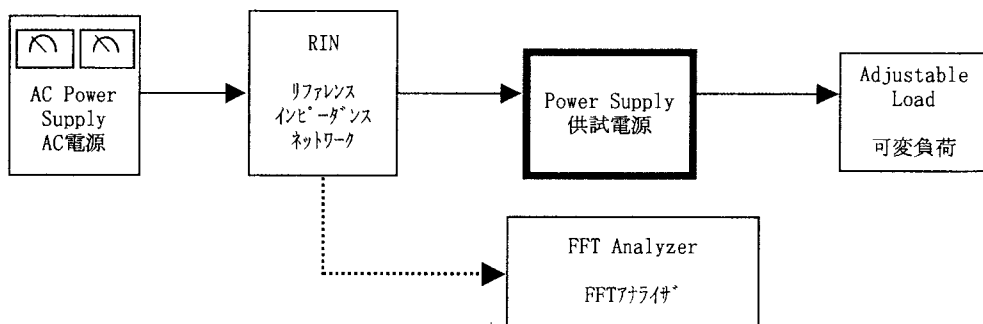 AC Power
Supply
AC電源
RIN
ﾘﾌｧﾚﾝｽ
ｲﾝﾋﾟｰﾀﾞﾝｽ
ﾈｯﾄﾜｰｸ
Power Supply
供試電源
Adjustable
Load
可変負荷
FFT Analyzer
FFTｱﾅﾗｲｻﾞ